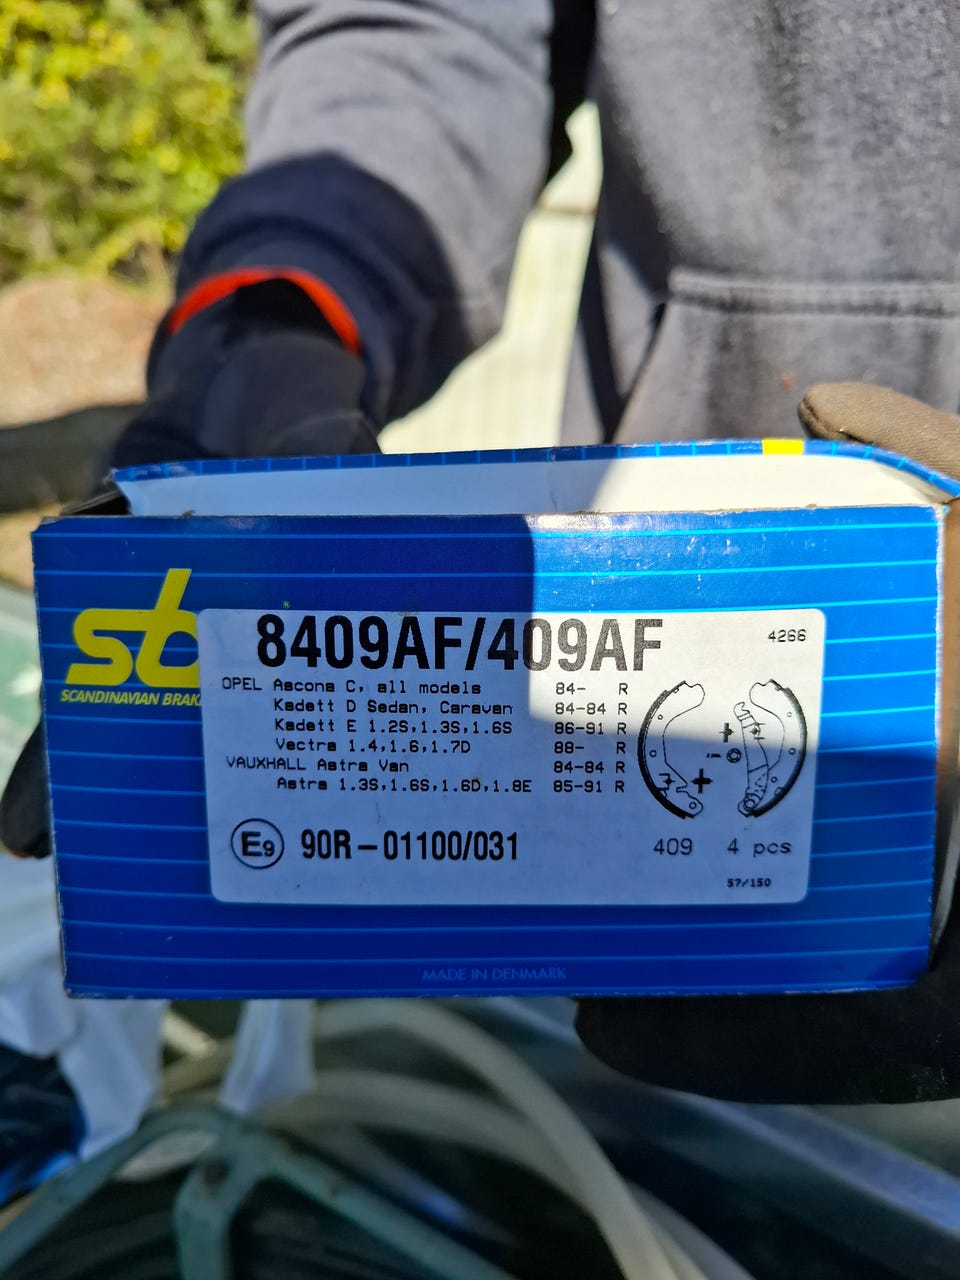 sb
®
SCANDINAVIAN
8409AF/409AF
4266
OPEL Ascona C, all models 84- R
Kadett D Sedan, Caravan 84-84 R
Kadett E 1.2S,1.3S,1.6S 86-91 R
Vectra 1.4,1.6,1.7D 88- R
VAUXHALL Astra Van 84-84 R
Astra 1.3S,1.6S,1.6D,1.8E 85-91 R
E9 90R-01100/031
409 4 pcs
57/150
MADE IN DENMARK